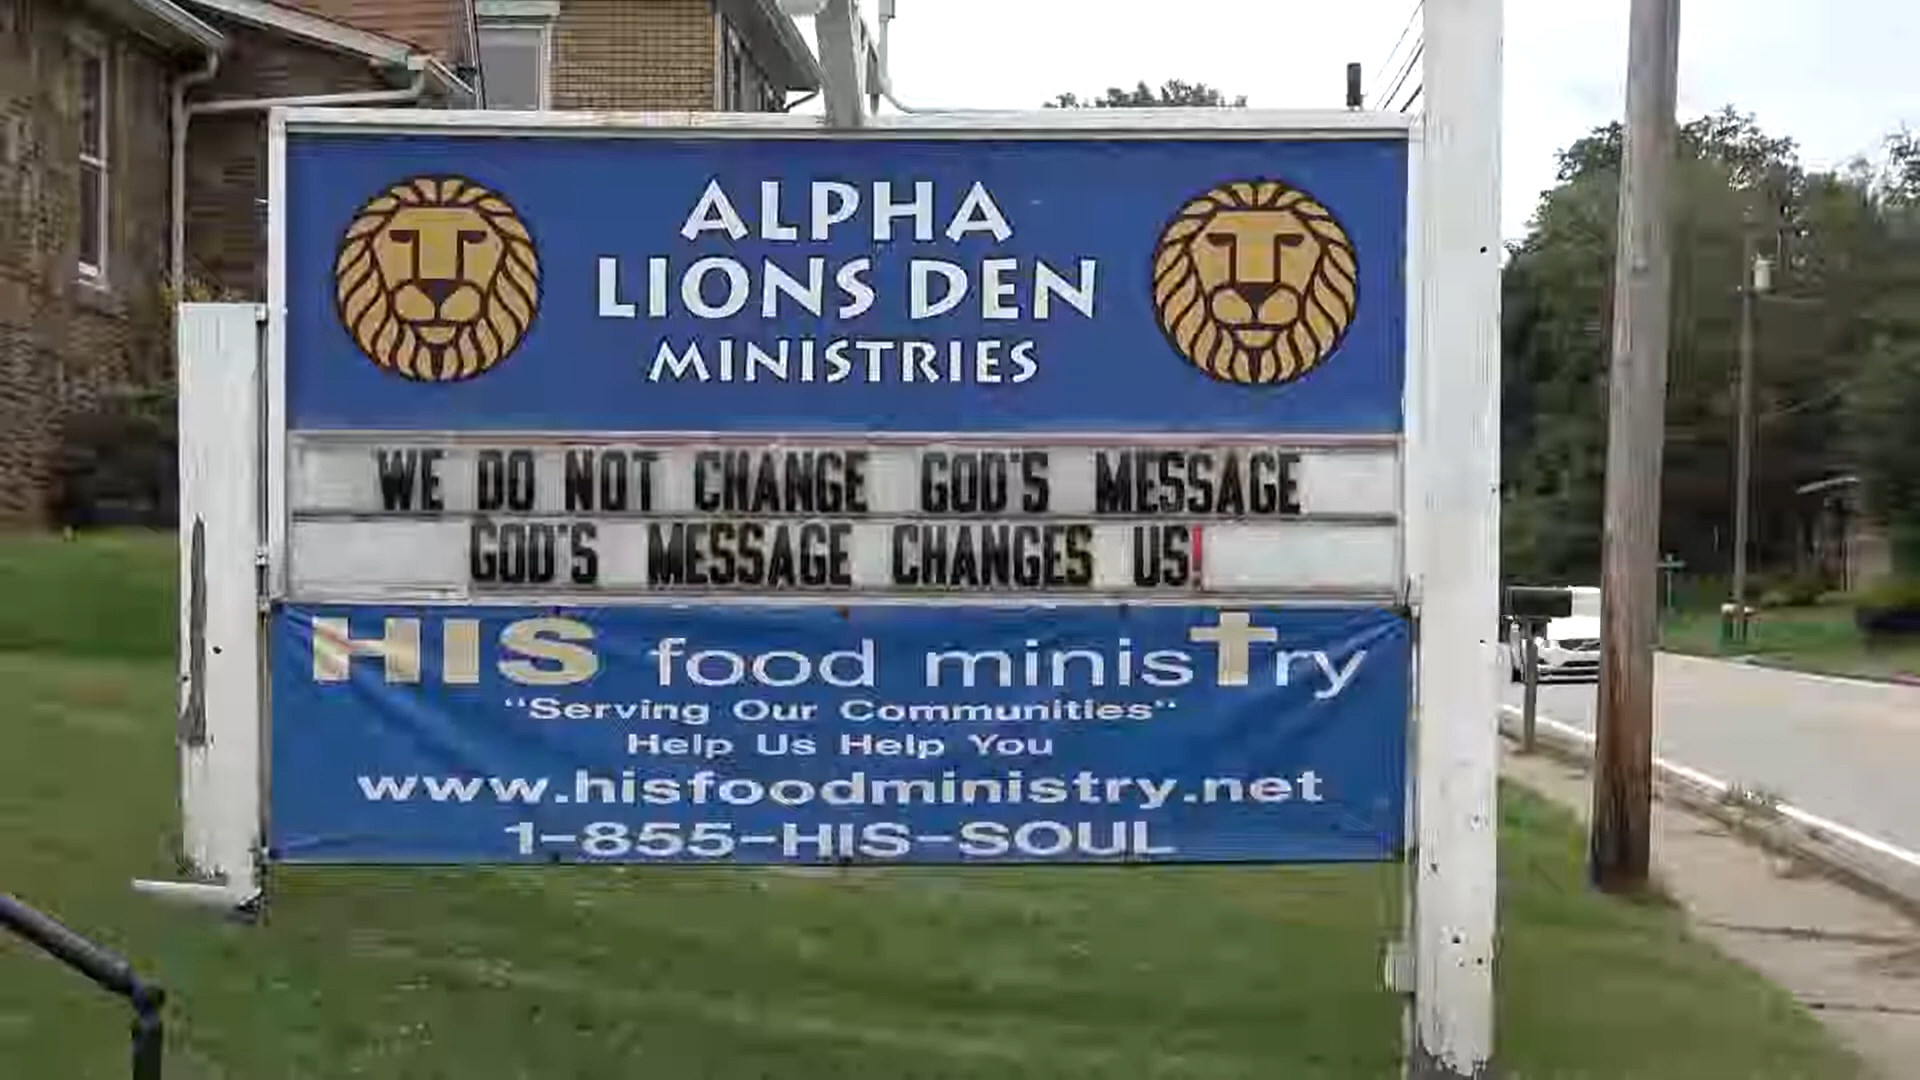 ALPHA
LIONS DEN
MINISTRIES
WE DO NOT CHANGE GOD'S MESSAGE
GOD'S MESSAGE CHANGES US!
HIS food minisTry
"Serving Our Communities"
Help Us Help You
www.hisfoodministry.net
1-855-HIS-SOUL